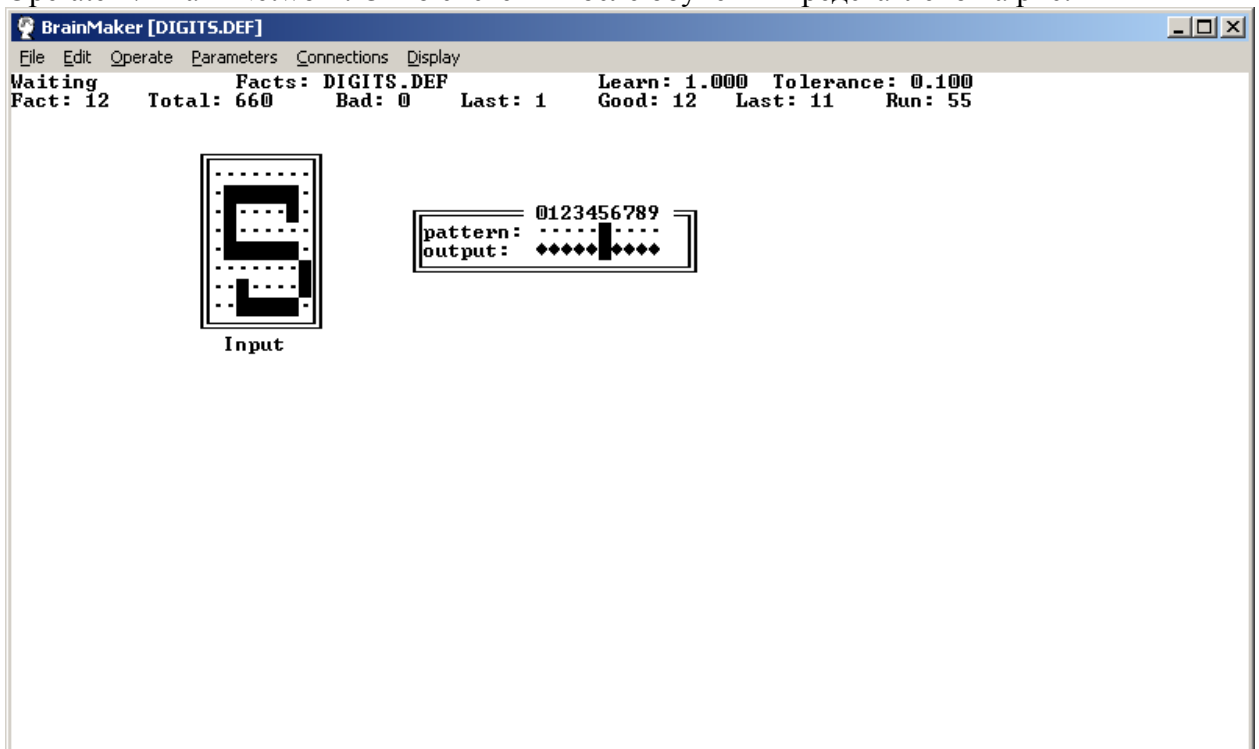 BrainMaker [DIGITS.DEF]
File Edit Operate Parameters Connections Display
Waiting Facts: DIGITS.DEF Learn: 1.000 Tolerance: 0.100
Fact: 12 Total: 660 Bad: 0 Last: 1 Good: 12 Last: 11 Run: 55
0123456789
pattern:
output:
Input